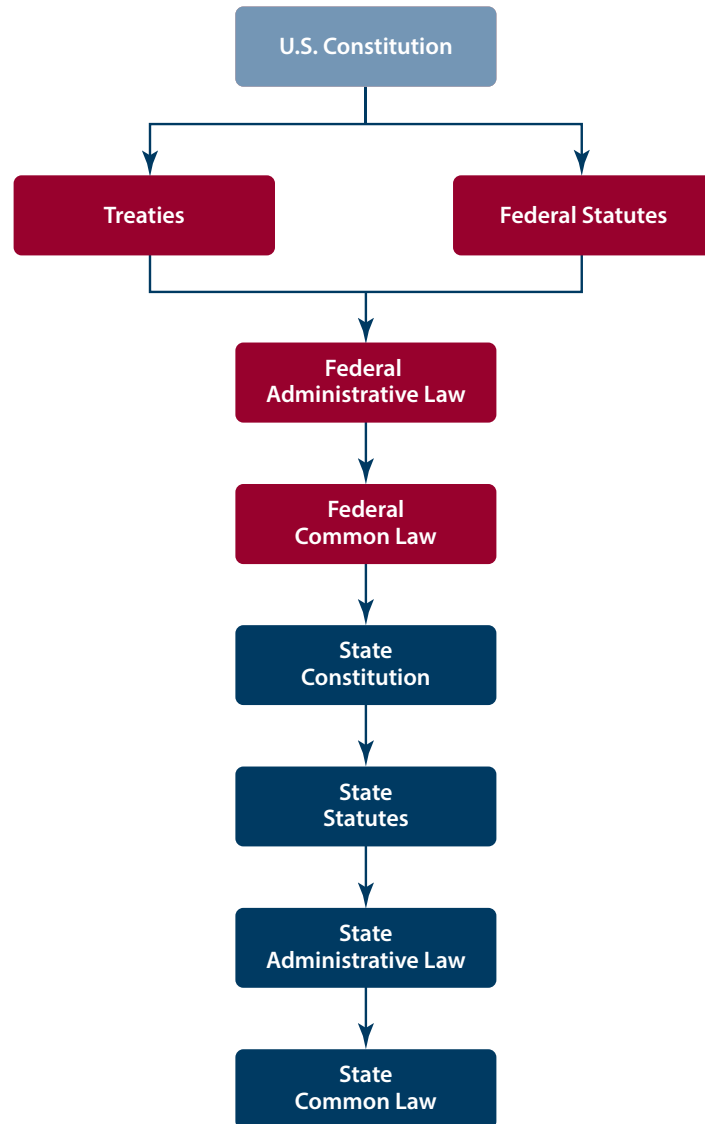 U.S. Constitution
Treaties
Federal Statutes
Federal
Administrative Law
Federal
Common Law
State
Constitution
State
Statutes
State
Administrative Law
State
Common Law